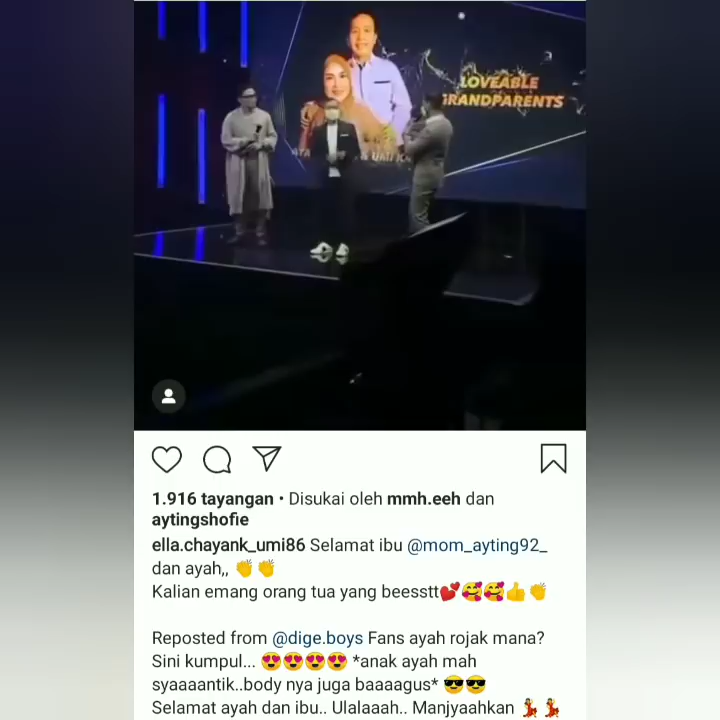 LOVEABLE
GRANDPARENTS
1.916 tayangan • Disukai oleh mmh.eeh dan
aytingshofie
ella.chayank_umi86 Selamat ibu @mom_ayting92_
dan ayah,, 👏👏
Kalian emang orang tua yang beesstt💕🥰🥰👍👏
Reposted from @dige.boys Fans ayah rojak mana?
Sini kumpul... 😍😍😍😍 *anak ayah mah
syaaaantik..body nya juga baaaagus* 😎😎
Selamat ayah dan ibu.. Ulalaaah.. Manjyaahkan 💃💃